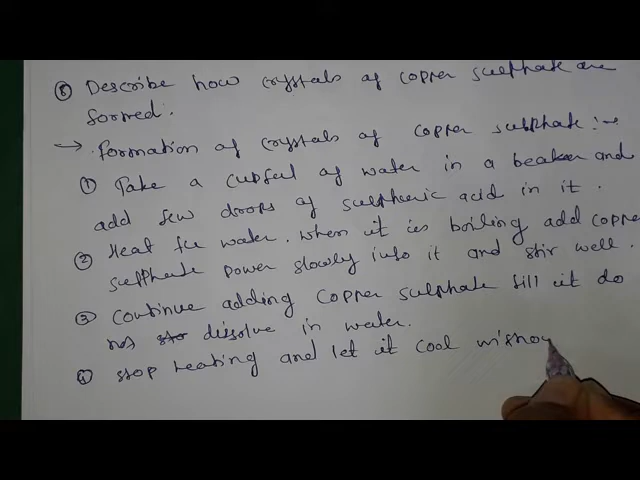 ⑧ Describe how crystals of copper sulphate are
formed.
→ Formation of crystals of copper sulphate :→
① Take a cupful of water in a beaker and
add few drops of sulpheric acid in it.
② Heat the water. when it is boiling add copper
sulphate power slowly into it and stir well.
③ continue adding copper sulphate till it do
not dissolve in water.
④ stop heating and let it cool